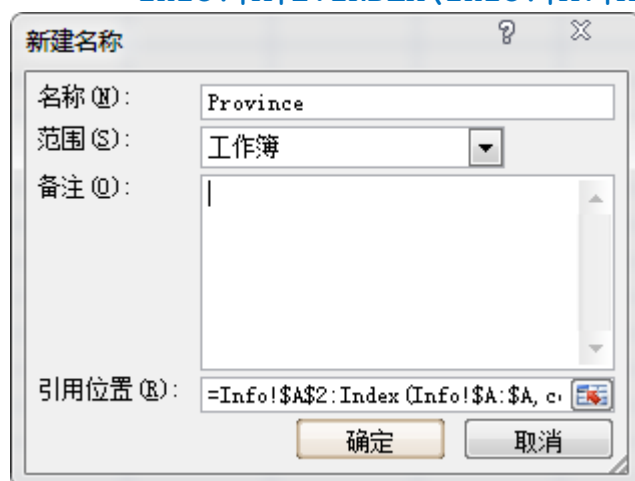 新建名称
名称(N):
Province
范围(S):
工作簿
备注(O):
引用位置(R):
=Info!$A$2:Index(Info!$A:$A, c
确定
取消